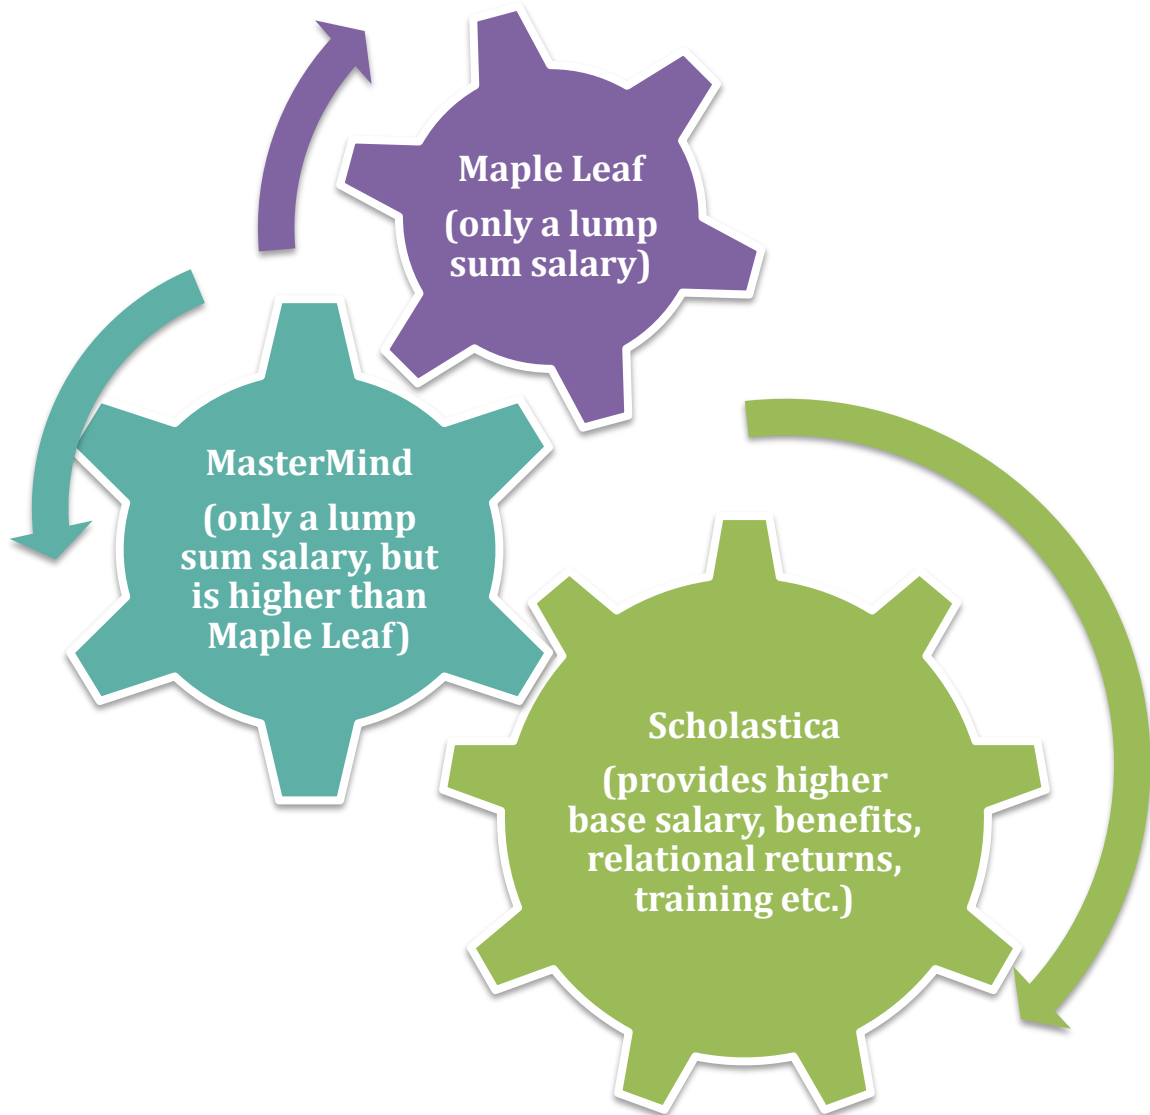 Maple Leaf
(only a lump
sum salary)
MasterMind
(only a lump
sum salary, but
is higher than
Maple Leaf)
Scholastica
(provides higher
base salary, benefits,
relational returns,
training etc.)